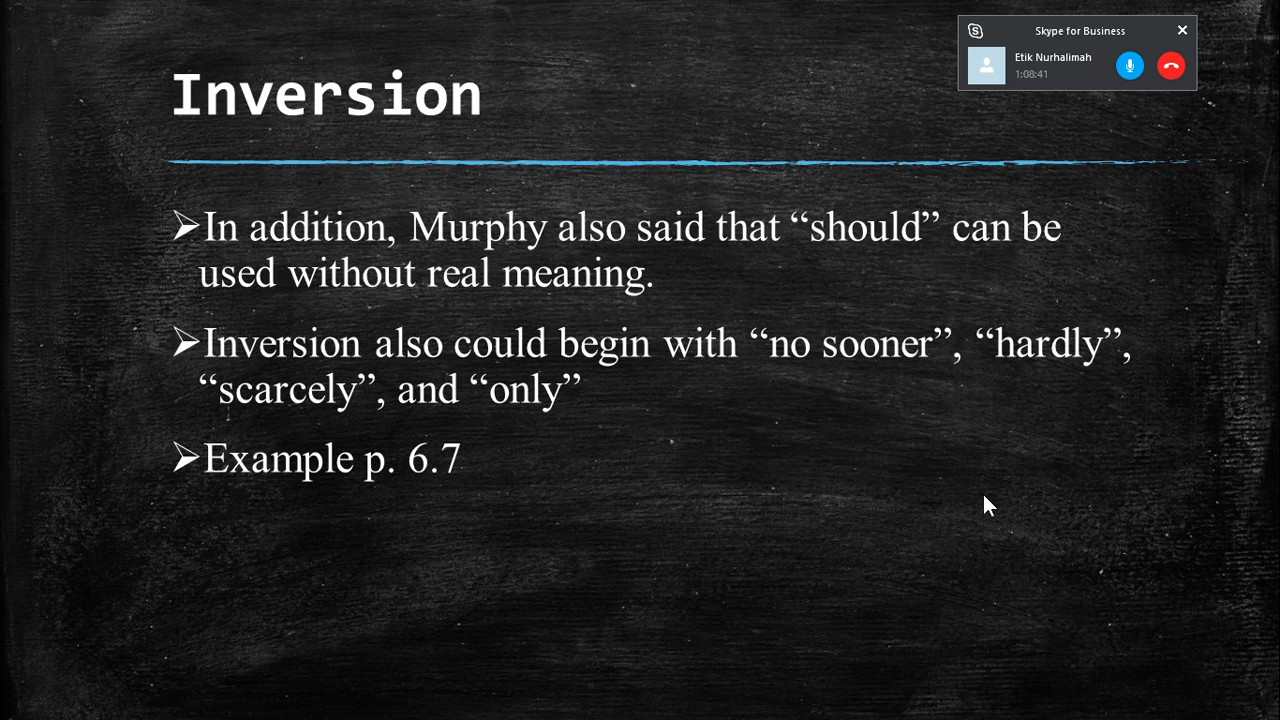 Skype for Business
Etik Nurhalimah
1:08:41
Inversion
➢In addition, Murphy also said that “should” can be
used without real meaning.
➢Inversion also could begin with “no sooner”, “hardly”,
“scarcely”, and “only”
➢Example p. 6.7